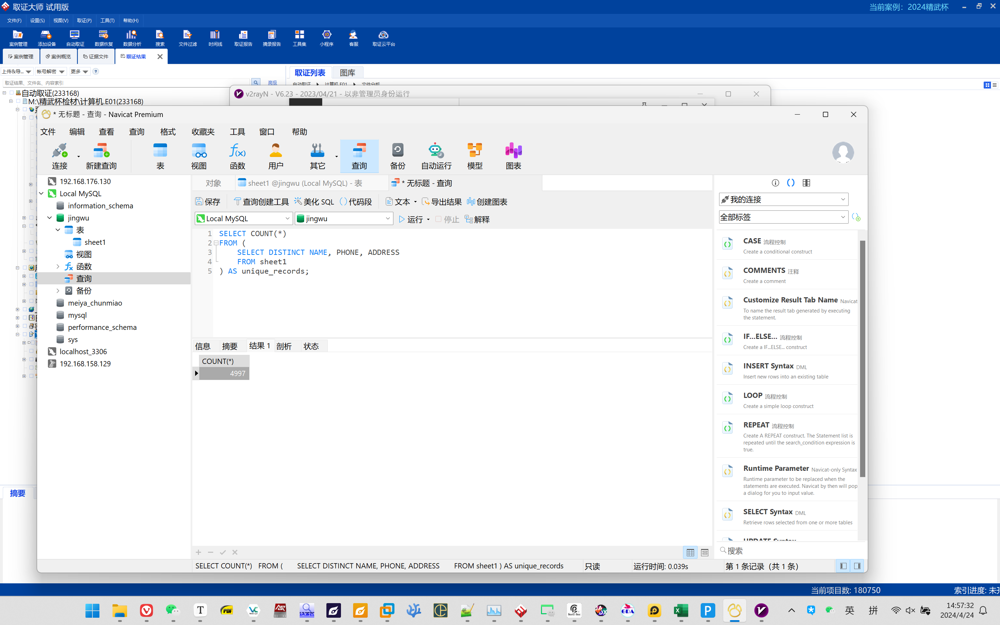 取证大师 试用版
当前案例：2024精武杯
文件(F) 设置(S) 视图(V) 取证(P) 工具(T) 帮助(H)
案例管理 添加设备 自动取证 数据恢复 数据分析 搜索 文件过滤 时间线 取证报告 摘录报告 工具集 小程序 客服 取证云平台
案例管理 案例概览 证据文件 取证结果
上传&导... 帐号解密 更多 ?
取证列表 图库
取证结果、文件名、内容索引 高级
自动取证 计算机.E01 文件分析
自动取证(233168)
M:\精武杯检材\计算机.E01(233168)
v2rayN - V6.23 - 2023/04/21 - 以非管理员身份运行
* 无标题 - 查询 - Navicat Premium
文件 编辑 查看 查询 格式 收藏夹 工具 窗口 帮助
连接 新建查询 表 视图 函数 用户 其它 查询 备份 自动运行 模型 图表
192.168.176.130
Local MySQL
information_schema
jingwu
表
sheet1
视图
函数
查询
备份
meiya_chunmiao
mysql
performance_schema
sys
localhost_3306
192.168.158.129
对象 sheet1 @jingwu (Local MySQL) - 表 * 无标题 - 查询
保存 查询创建工具 美化 SQL 代码段 文本 导出结果 创建图表
Local MySQL jingwu 运行 停止 解释
1 SELECT COUNT(*)
2 FROM (
3 SELECT DISTINCT NAME, PHONE, ADDRESS
4 FROM sheet1
5 ) AS unique_records;
信息 摘要 结果 1 剖析 状态
COUNT(*)
4997
我的连接
全部标签
CASE 流程控制
Create a conditional construct
COMMENTS 注释
Create a comment
Customize Result Tab Name Navicat
To name the result tab generated by executing
the statement.
IF...ELSE... 流程控制
Create a IF...ELSE... construct
INSERT Syntax DML
Insert new rows into an existing table
LOOP 流程控制
Create a simple loop construct
REPEAT 流程控制
Create A REPEAT construct. The Statement list is
repeated until the search_condition expression is
true.
Runtime Parameter Navicat-only Syntax
Runtime parameter to be replaced when the
statements are executed. Navicat by then will pop
a dialog for you to input value.
SELECT Syntax DML
Retrieve rows selected from one or more tables
UPDATE Syntax
搜索
SELECT COUNT(*) FROM ( SELECT DISTINCT NAME, PHONE, ADDRESS FROM sheet1 ) AS unique_records 只读 运行时间: 0.039s 第 1 条记录 (共 1 条)
摘要
当前项目数: 180750 索引进度: 未
英 拼
14:57:32
2024/4/24